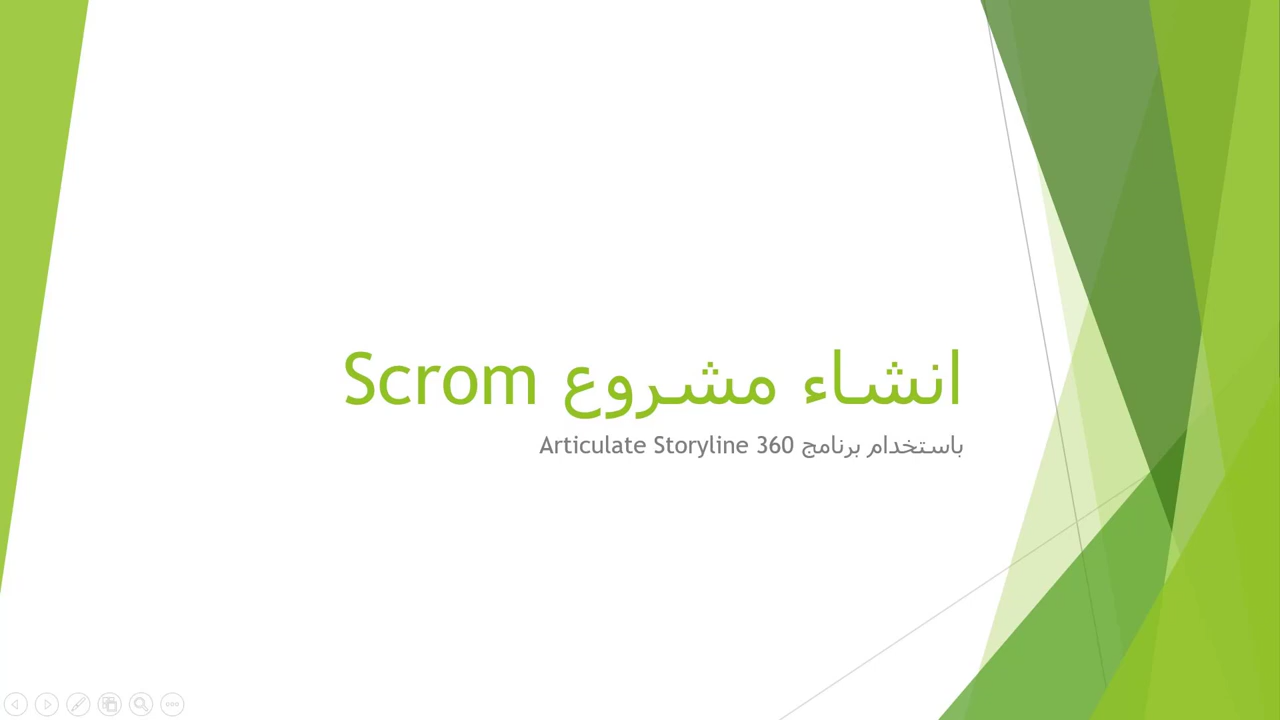 انشاء مشروع Scrom
باستخدام برنامج Articulate Storyline 360